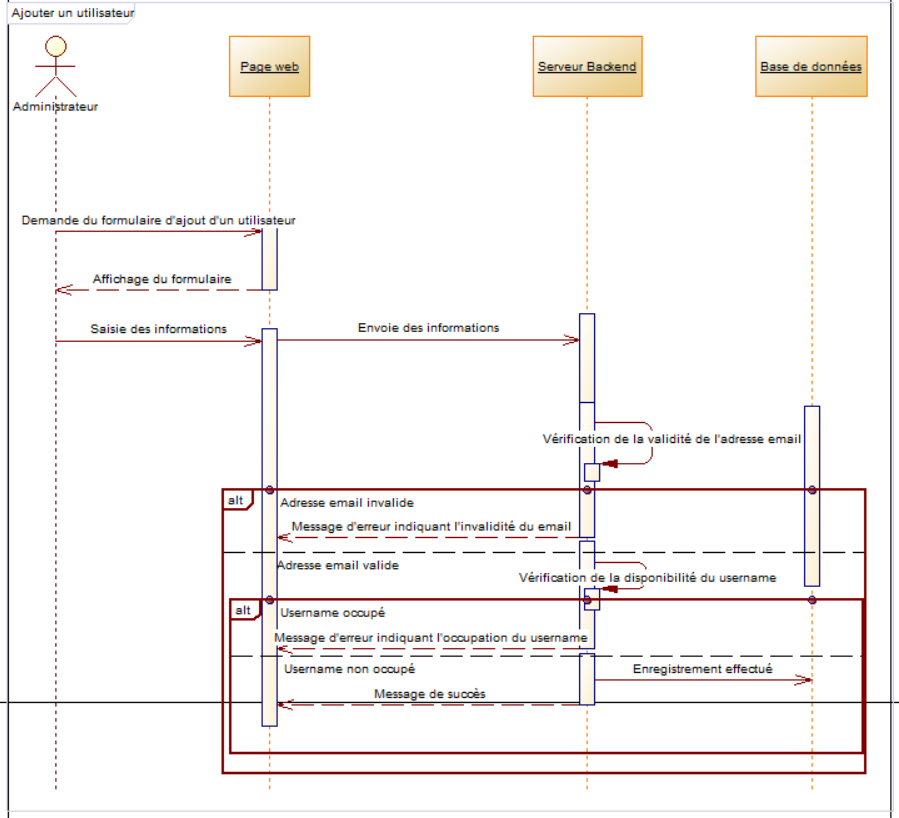 Ajouter un utilisateur
Page web
Serveur Backend
Base de données
Administrateur
Demande du formulaire d'ajout d'un utilisateur
Affichage du formulaire
Saisie des informations
Envoie des informations
Vérification de la validité de l'adresse email
alt
Adresse email invalide
Message d'erreur indiquant l'invalidité du email
Adresse email valide
Vérification de la disponibilité du username
alt
Username occupé
Message d'erreur indiquant l'occupation du username
Username non occupé
Enregistrement effectué
Message de succès